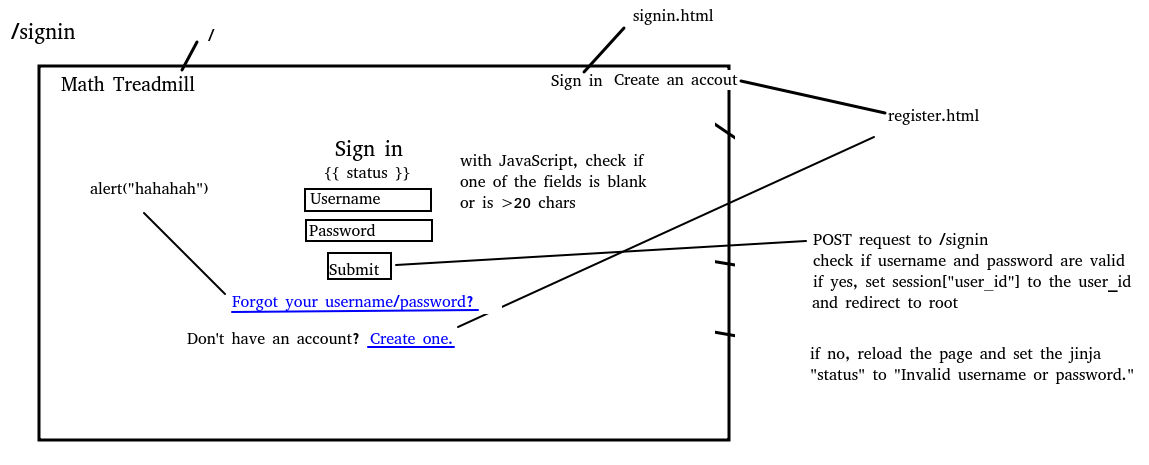 /signin
/
signin.html
Math Treadmill
Sign in Create an accout
register.html
Sign in
{{ status }}
Username
Password
Submit
with JavaScript, check if
one of the fields is blank
or is >20 chars
alert("hahahah")
Forgot your username/password?
Don't have an account? Create one.
POST request to /signin
check if username and password are valid
if yes, set session["user_id"] to the user_id
and redirect to root
if no, reload the page and set the jinja
"status" to "Invalid username or password."